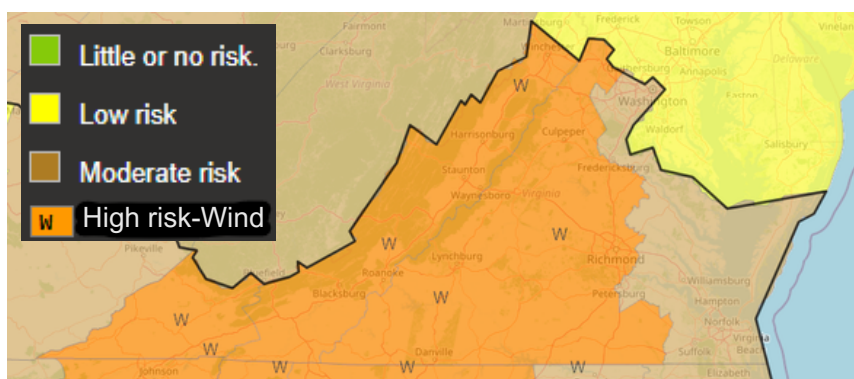 Little or no risk.
Low risk
Moderate risk
W High risk-Wind
Fairmont
Clarksburg
West Virginia
Winchester
Frederick
Towson
Baltimore
Annapolis
Delaware
Vineland
Easton
Washington
Waldorf
Salisbury
W
Harrisonburg
Culpeper
Staunton
Fredericksburg
Waynesboro
Virginia
Pikeville
Bluefield
W
W
Roanoke
Lynchburg
Richmond
Blacksburg
W
Petersburg
Williamsburg
Hampton
W
Norfolk
Virginia
Beach
W
Danville
Suffolk
Johnson
W
W
W
Elizabeth